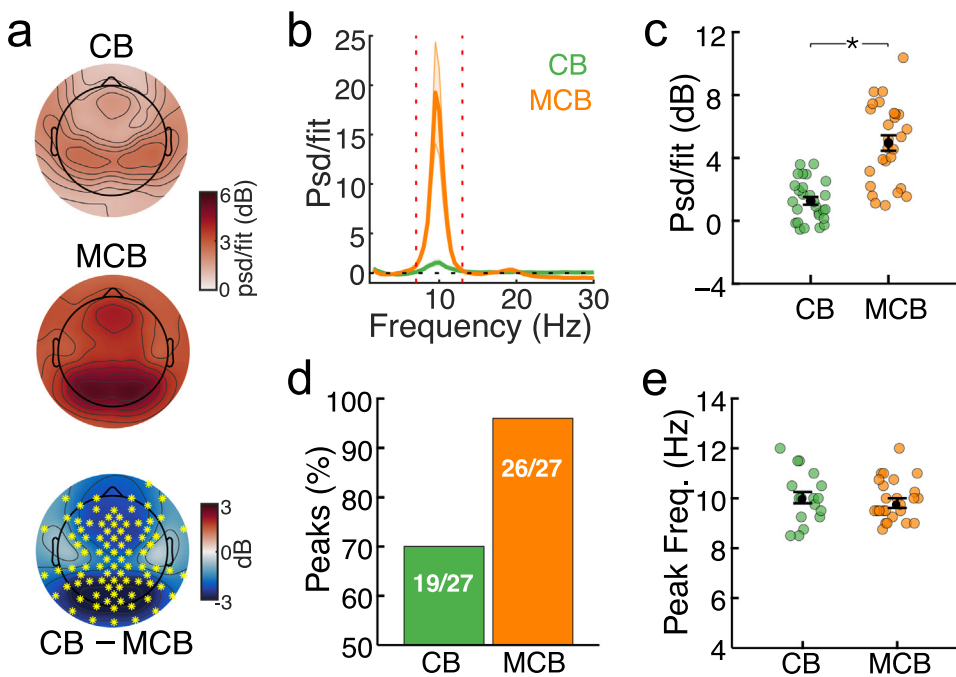 a
CB
6
3
0
psd/fit (dB)
MCB
3
0
-3
dB
CB – MCB
b
25
20
15
10
5
1
0
Psd/fit
CB
MCB
10
20
30
Frequency (Hz)
c
12
8
4
0
−4
Psd/fit (dB)
*
CB
MCB
d
100
90
80
70
60
50
Peaks (%)
19/27
26/27
CB
MCB
e
14
12
10
8
6
4
Peak Freq. (Hz)
CB
MCB